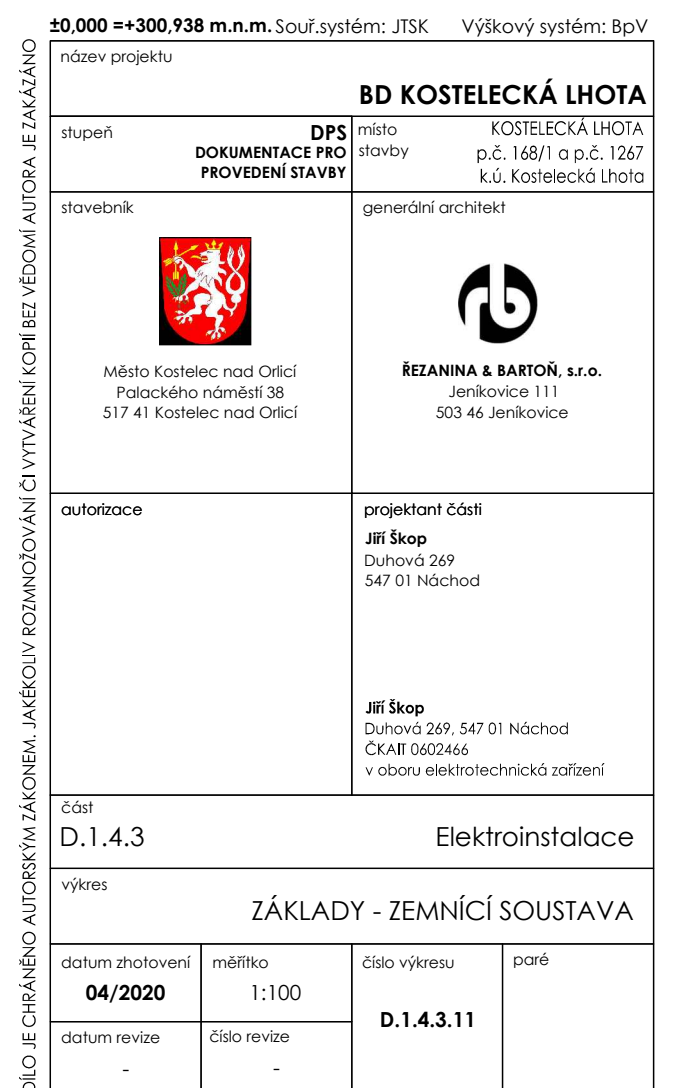 ±0,000 =+300,938 m.n.m. Souř.systém: JTSK Výškový systém: BpV
název projektu
BD KOSTELECKÁ LHOTA
stupeň
DPS
DOKUMENTACE PRO
PROVEDENÍ STAVBY
místo
stavby
KOSTELECKÁ LHOTA
p.č. 168/1 a p.č. 1267
k.ú. Kostelecká Lhota
stavebník
Město Kostelec nad Orlicí
Palackého náměstí 38
517 41 Kostelec nad Orlicí
generální architekt
rb
ŘEZANINA & BARTOŇ, s.r.o.
Jeníkovice 111
503 46 Jeníkovice
autorizace
projektant části
Jiří Škop
Duhová 269
547 01 Náchod
Jiří Škop
Duhová 269, 547 01 Náchod
ČKAIT 0602466
v oboru elektrotechnická zařízení
část
D.1.4.3 Elektroinstalace
výkres
ZÁKLADY - ZEMNÍCÍ SOUSTAVA
datum zhotovení
04/2020
měřítko
1:100
číslo výkresu
D.1.4.3.11
paré
datum revize
-
číslo revize
-
DÍLO JE CHRÁNĚNO AUTORSKÝM ZÁKONEM. JAKÉKOLIV ROZMNOŽOVÁNÍ ČI VYTVÁŘENÍ KOPIÍ BEZ VĚDOMÍ AUTORA JE ZAKÁZÁNO